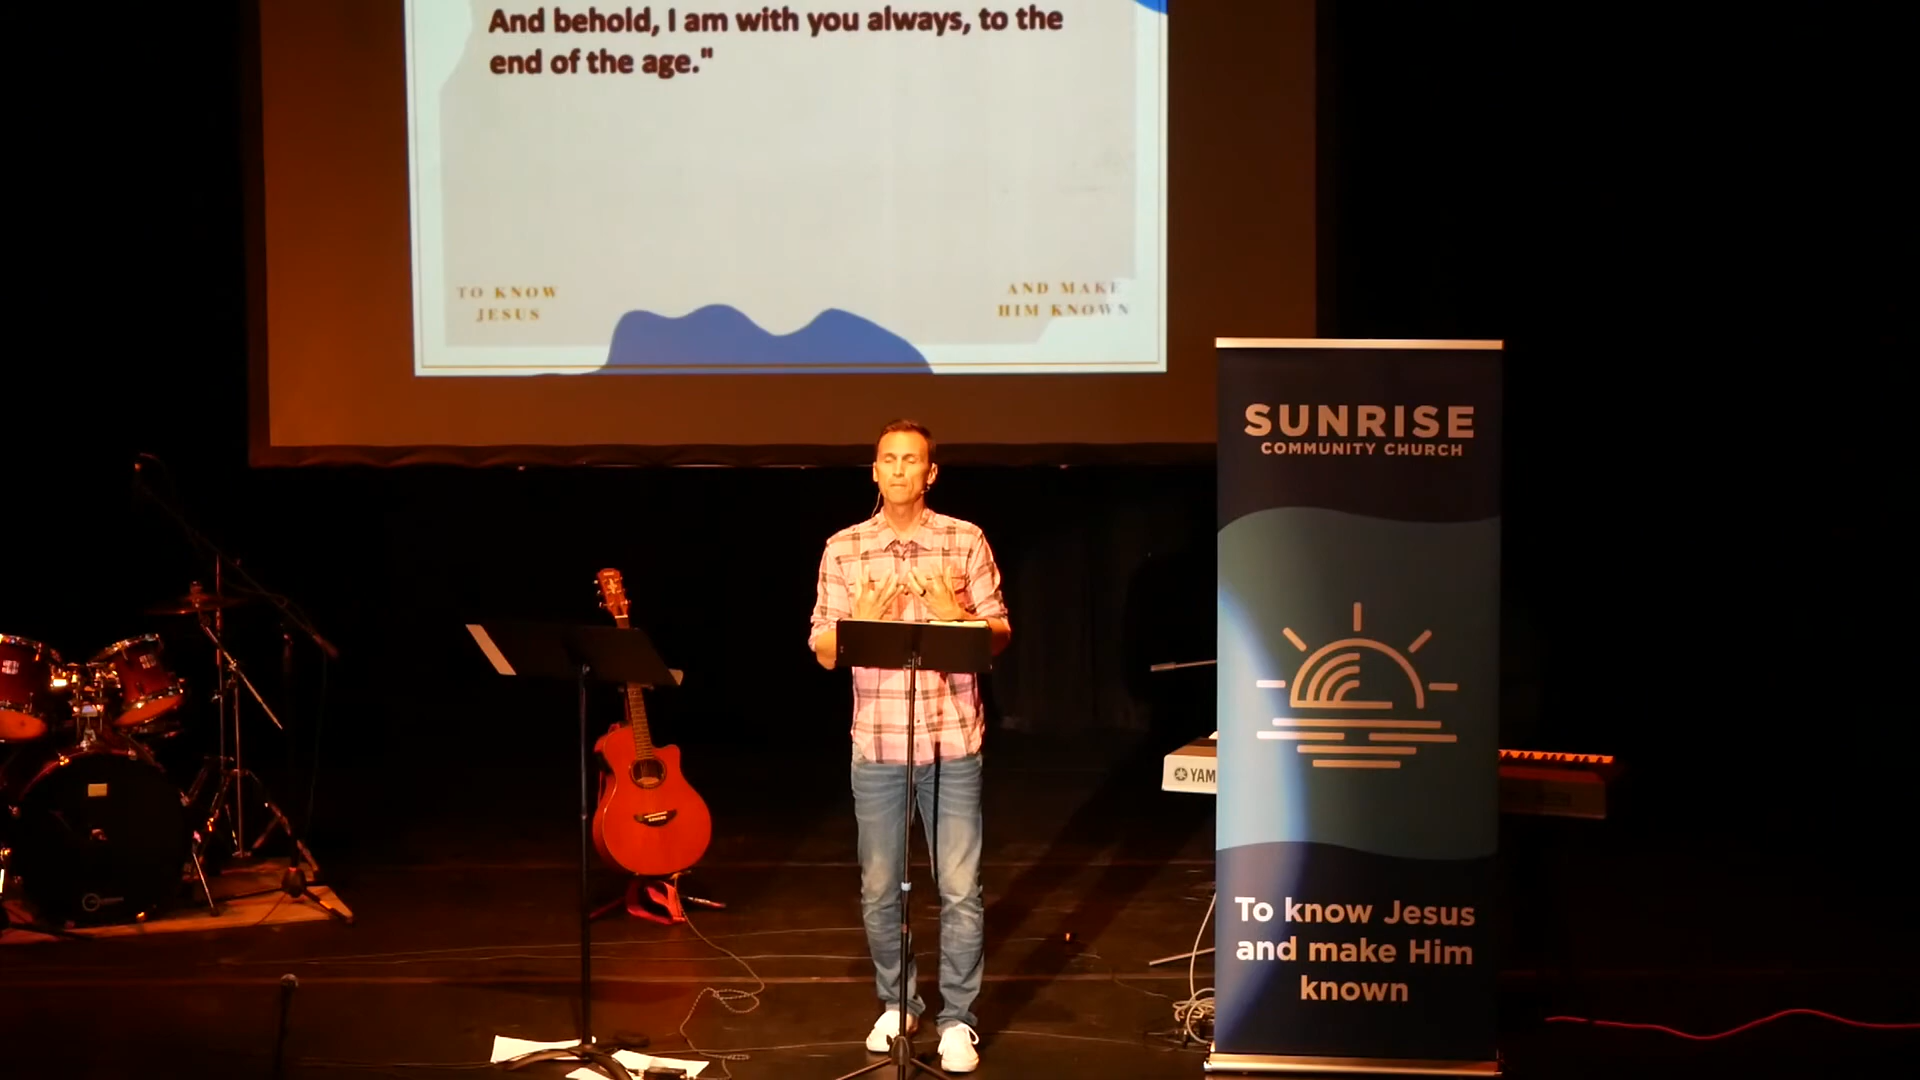 And behold, I am with you always, to the
end of the age."
TO KNOW
JESUS
AND MAKE
HIM KNOWN
SUNRISE
COMMUNITY CHURCH
YAM
To know Jesus
and make Him
known